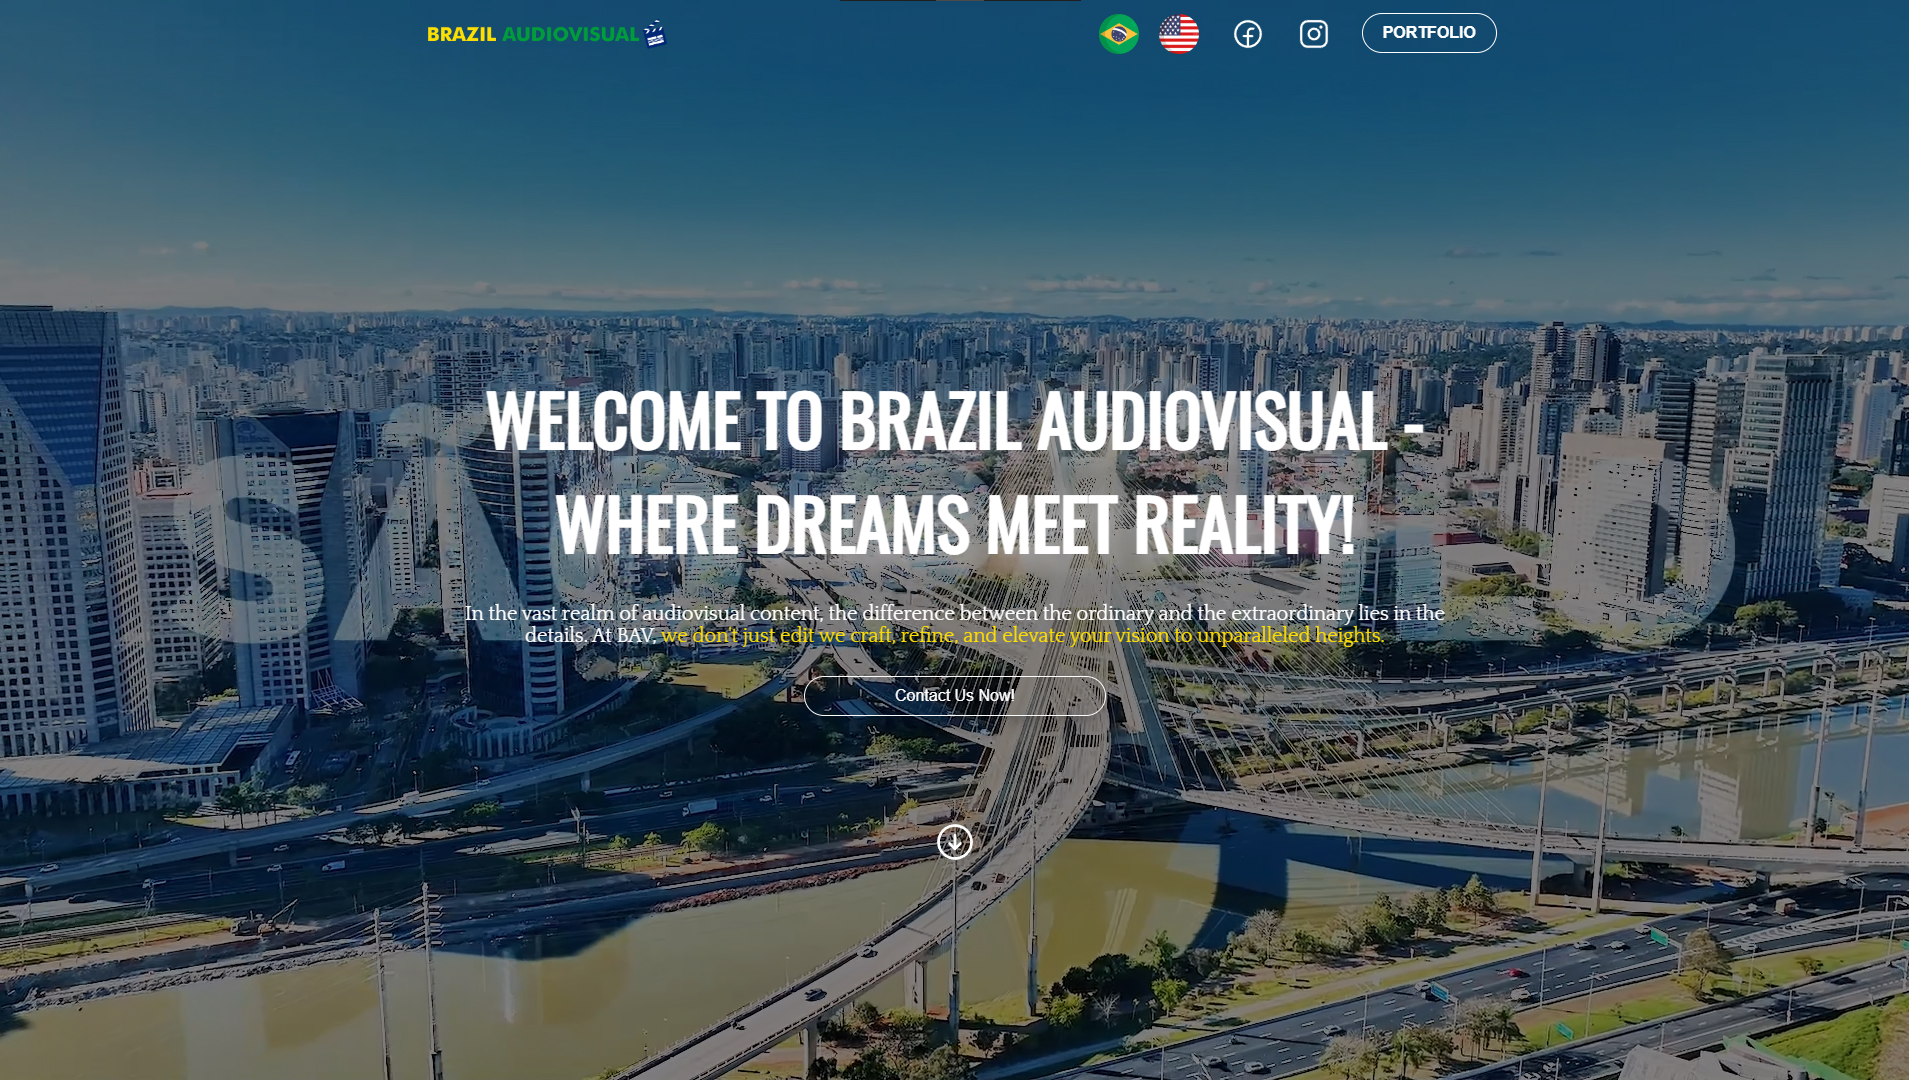 BRAZIL AUDIOVISUAL
PORTFOLIO
WELCOME TO BRAZIL AUDIOVISUAL -
WHERE DREAMS MEET REALITY!
In the vast realm of audiovisual content, the difference between the ordinary and the extraordinary lies in the
details. At BAV, we don't just edit we craft, refine, and elevate your vision to unparalleled heights.
Contact Us Now!